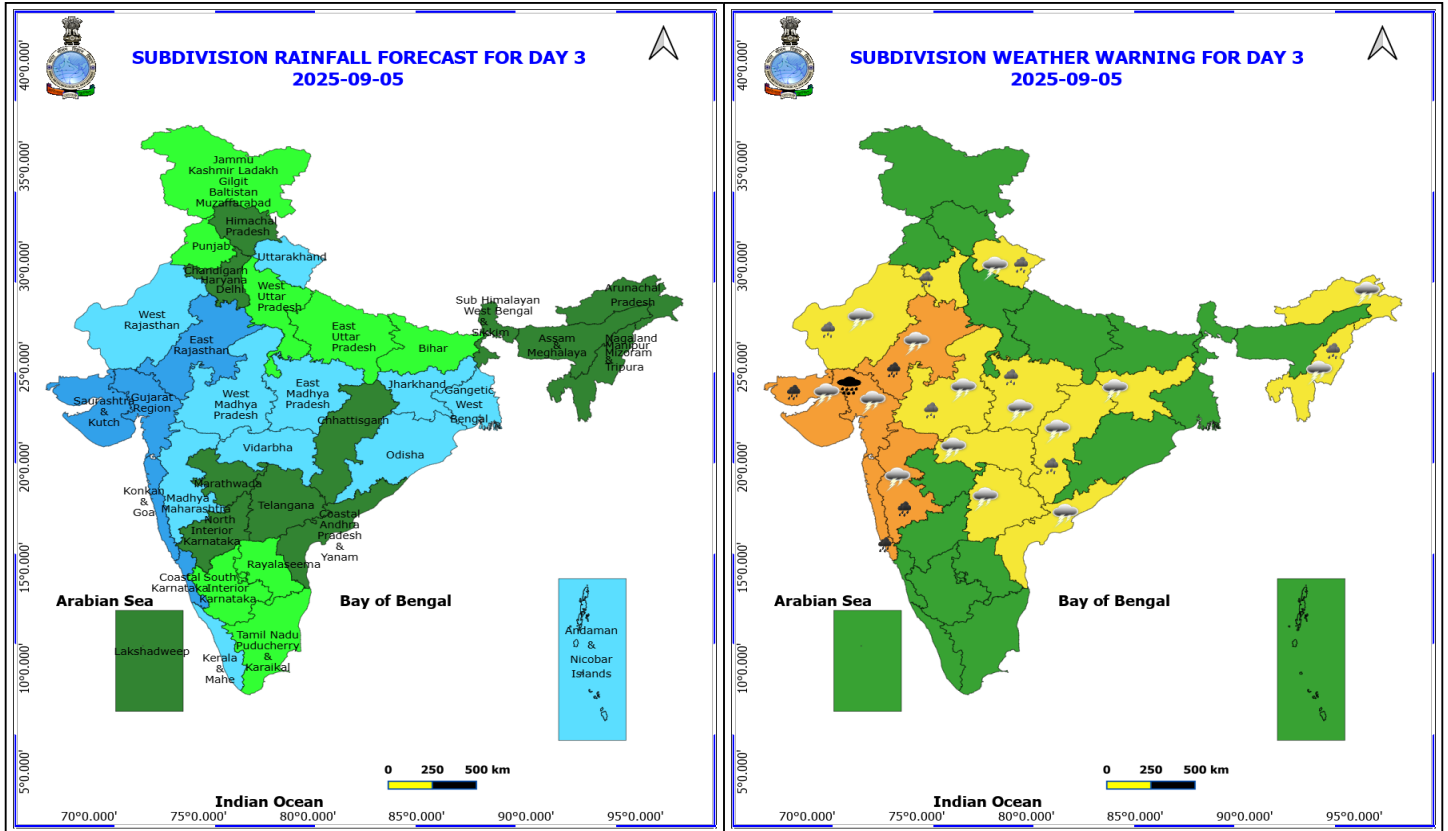 SUBDIVISION RAINFALL FORECAST FOR DAY 3
2025-09-05
40°0.000'
35°0.000'
30°0.000'
25°0.000'
20°0.000'
15°0.000'
10°0.000'
5°0.000'
Jammu
Kashmir Ladakh
Gilgit
Baltistan
Muzaffarabad
Himachal
Pradesh
Punjab
Uttarakhand
Chandigarh
Haryana
Delhi
West
Uttar
Pradesh
West
Rajasthan
East
Rajasthan
East
Uttar
Pradesh
Bihar
Sub Himalayan
West Bengal
&
Sikkim
Arunachal
Pradesh
Assam
&
Meghalaya
Nagaland
Manipur
Mizoram
&
Tripura
Saurashtra
&
Kutch
Gujarat
Region
West
Madhya
Pradesh
East
Madhya
Pradesh
Jharkhand
Gangetic
West
Bengal
Chhattisgarh
Odisha
Vidarbha
Konkan
&
Goa
Madhya
Maharashtra
Marathwada
Telangana
North
Interior
Karnataka
Coastal
Andhra
Pradesh
&
Yanam
Rayalaseema
Coastal
Karnataka
South
Interior
Karnataka
Tamil Nadu
Puducherry
&
Karaikal
Kerala
&
Mahe
Arabian Sea
Bay of Bengal
Lakshadweep
Andaman
&
Nicobar
Islands
0 250 500 km
Indian Ocean
70°0.000' 75°0.000' 80°0.000' 85°0.000' 90°0.000' 95°0.000'
SUBDIVISION WEATHER WARNING FOR DAY 3
2025-09-05
40°0.000'
35°0.000'
30°0.000'
25°0.000'
20°0.000'
15°0.000'
10°0.000'
5°0.000'
Arabian Sea
Bay of Bengal
0 250 500 km
Indian Ocean
70°0.000' 75°0.000' 80°0.000' 85°0.000' 90°0.000' 95°0.000'